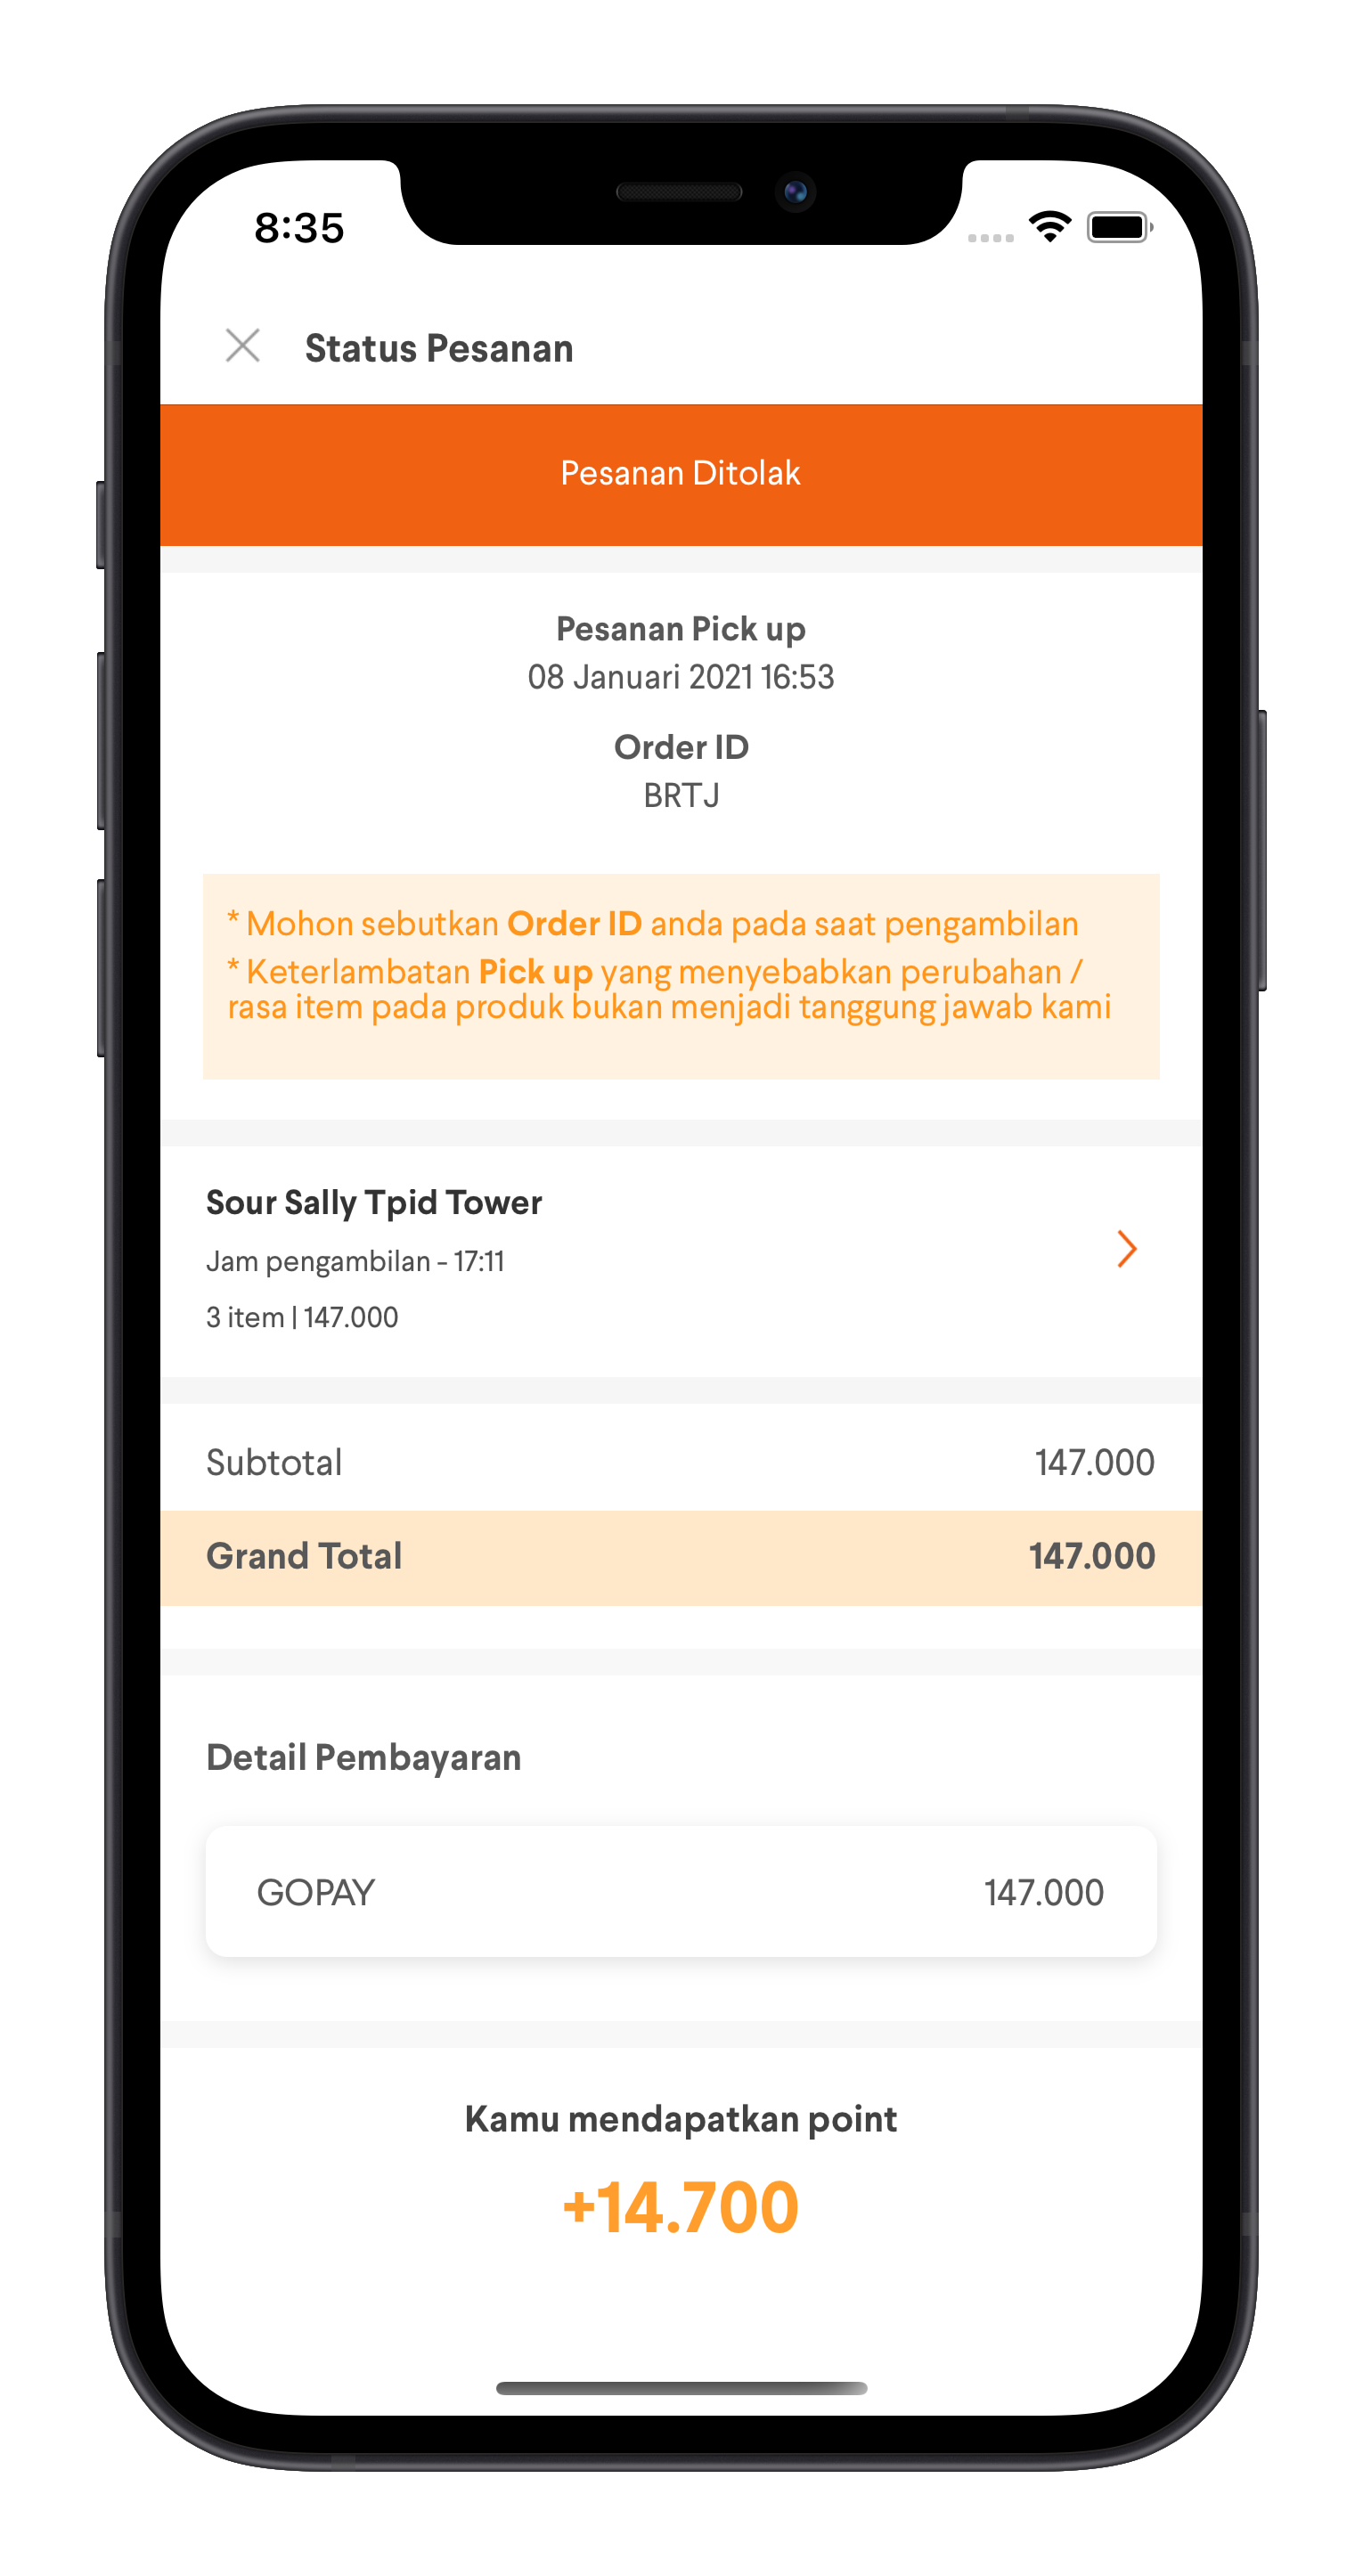 8:35
Status Pesanan
Pesanan Ditolak
Pesanan Pick up
08 Januari 2021 16:53
Order ID
BRTJ
* Mohon sebutkan Order ID anda pada saat pengambilan
* Keterlambatan Pick up yang menyebabkan perubahan /
rasa item pada produk bukan menjadi tanggung jawab kami
Sour Sally Tpid Tower
Jam pengambilan - 17:11
3 item | 147.000
Subtotal 147.000
Grand Total 147.000
Detail Pembayaran
GOPAY 147.000
Kamu mendapatkan point
+14.700